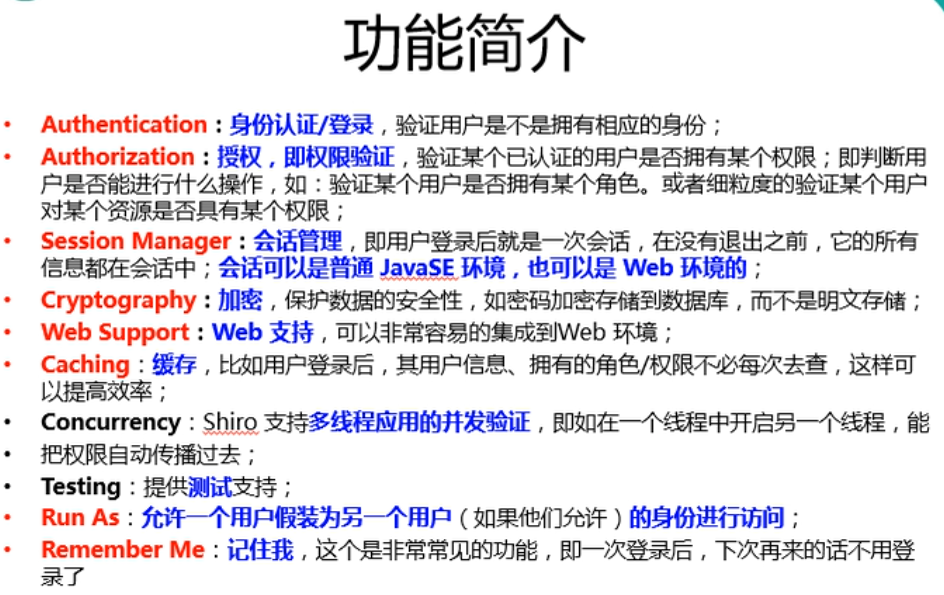 功能简介
• Authentication：身份认证/登录，验证用户是不是拥有相应的身份；
• Authorization：授权，即权限验证，验证某个已认证的用户是否拥有某个权限；即判断用
户是否能进行什么操作，如：验证某个用户是否拥有某个角色。或者细粒度的验证某个用户
对某个资源是否具有某个权限；
• Session Manager：会话管理，即用户登录后就是一次会话，在没有退出之前，它的所有
信息都在会话中；会话可以是普通 JavaSE 环境，也可以是 Web 环境的；
• Cryptography：加密，保护数据的安全性，如密码加密存储到数据库，而不是明文存储；
• Web Support：Web 支持，可以非常容易的集成到Web 环境；
• Caching：缓存，比如用户登录后，其用户信息、拥有的角色/权限不必每次去查，这样可
以提高效率；
• Concurrency：Shiro 支持多线程应用的并发验证，即如在一个线程中开启另一个线程，能
• 把权限自动传播过去；
• Testing：提供测试支持；
• Run As：允许一个用户假装为另一个用户（如果他们允许）的身份进行访问；
• Remember Me：记住我，这个是非常常见的功能，即一次登录后，下次再来的话不用登
录了